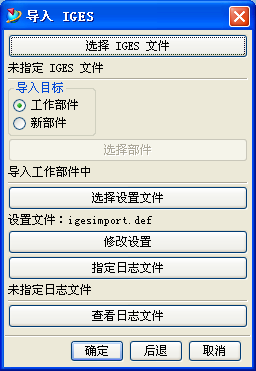 导入 IGES
选择 IGES 文件
未指定 IGES 文件
导入目标
工作部件
新部件
选择部件
导入工作部件中
选择设置文件
设置文件：igesimport.def
修改设置
指定日志文件
未指定日志文件
查看日志文件
确定 后退 取消